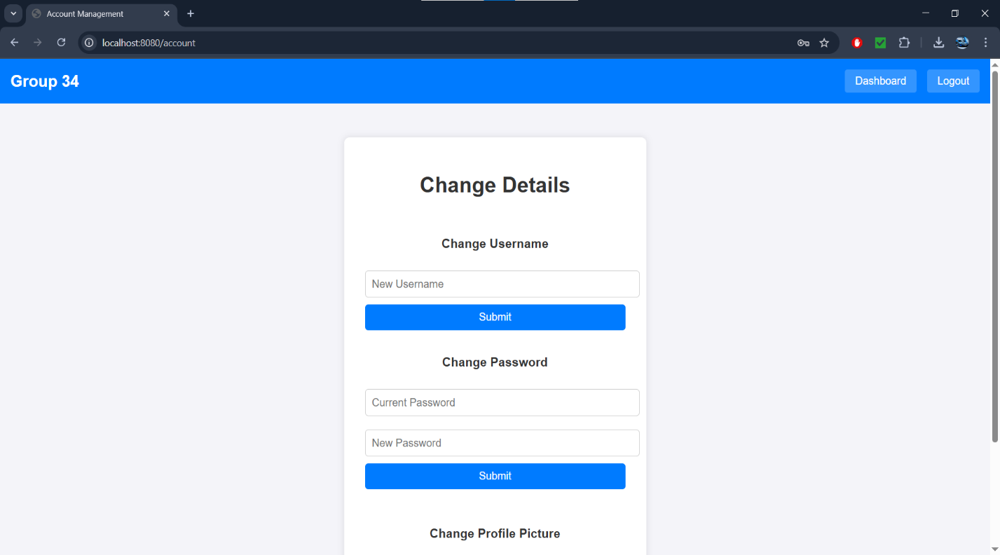 Account Management
localhost:8080/account
Group 34
Dashboard
Logout
Change Details
Change Username
New Username
Submit
Change Password
Current Password
New Password
Submit
Change Profile Picture